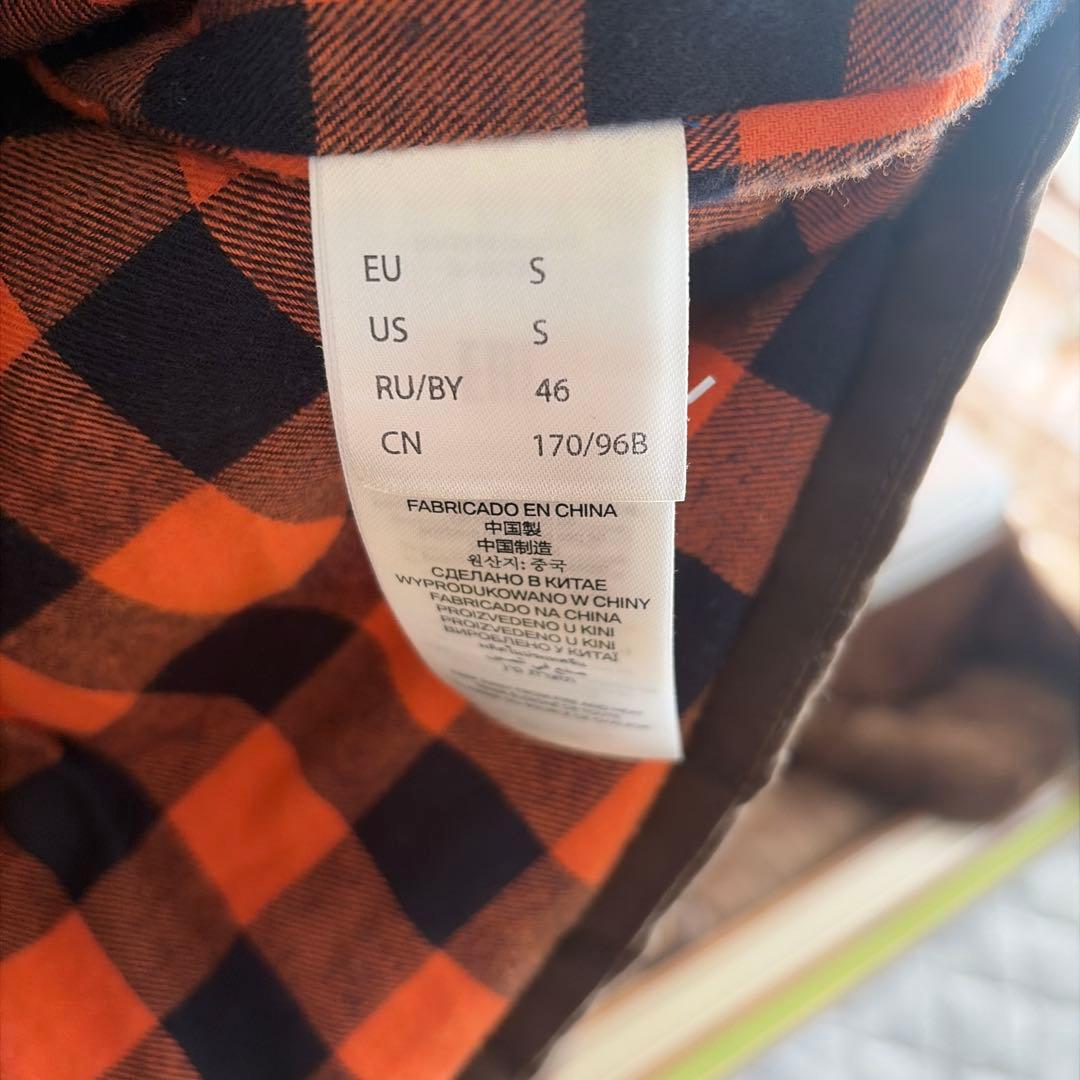 EU S
US S
RU/BY 46
CN 170/96B
FABRICADO EN CHINA
中国製
中国制造
원산지: 중국
СДЕЛАНО В КИТАЕ
WYPRODUKOWANO W CHINY
FABRICADO NA CHINA
PROIZVEDENO U KINI
PROIZVEDENO U KINI
ВИРОБЛЕНО У КИТАЇ